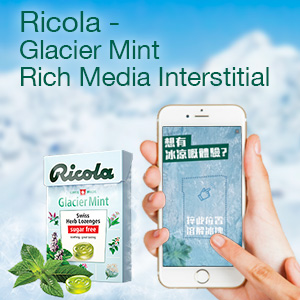 Ricola -
Glacier Mint
Rich Media Interstitial
想有
冰涼嘅體驗?
Ricola
Glacier Mint
Swiss
Herb Lozenges
sugar free